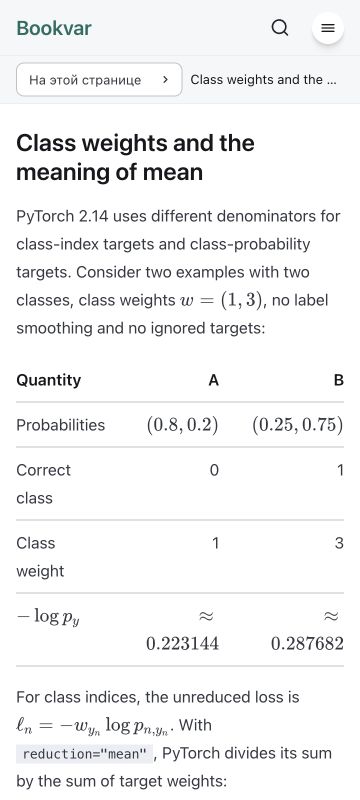 Bookvar
На этой странице
Class weights and the ...
Class weights and the
meaning of mean
PyTorch 2.14 uses different denominators for
class-index targets and class-probability
targets. Consider two examples with two
classes, class weights w = (1, 3), no label
smoothing and no ignored targets:
Quantity A B
Probabilities (0.8, 0.2) (0.25, 0.75)
Correct 0 1
class
Class 1 3
weight
− log p_y ≈ ≈
0.223144 0.287682
For class indices, the unreduced loss is
ℓ_n = −w_{y_n} log p_{n,y_n}. With
reduction="mean", PyTorch divides its sum
by the sum of target weights: